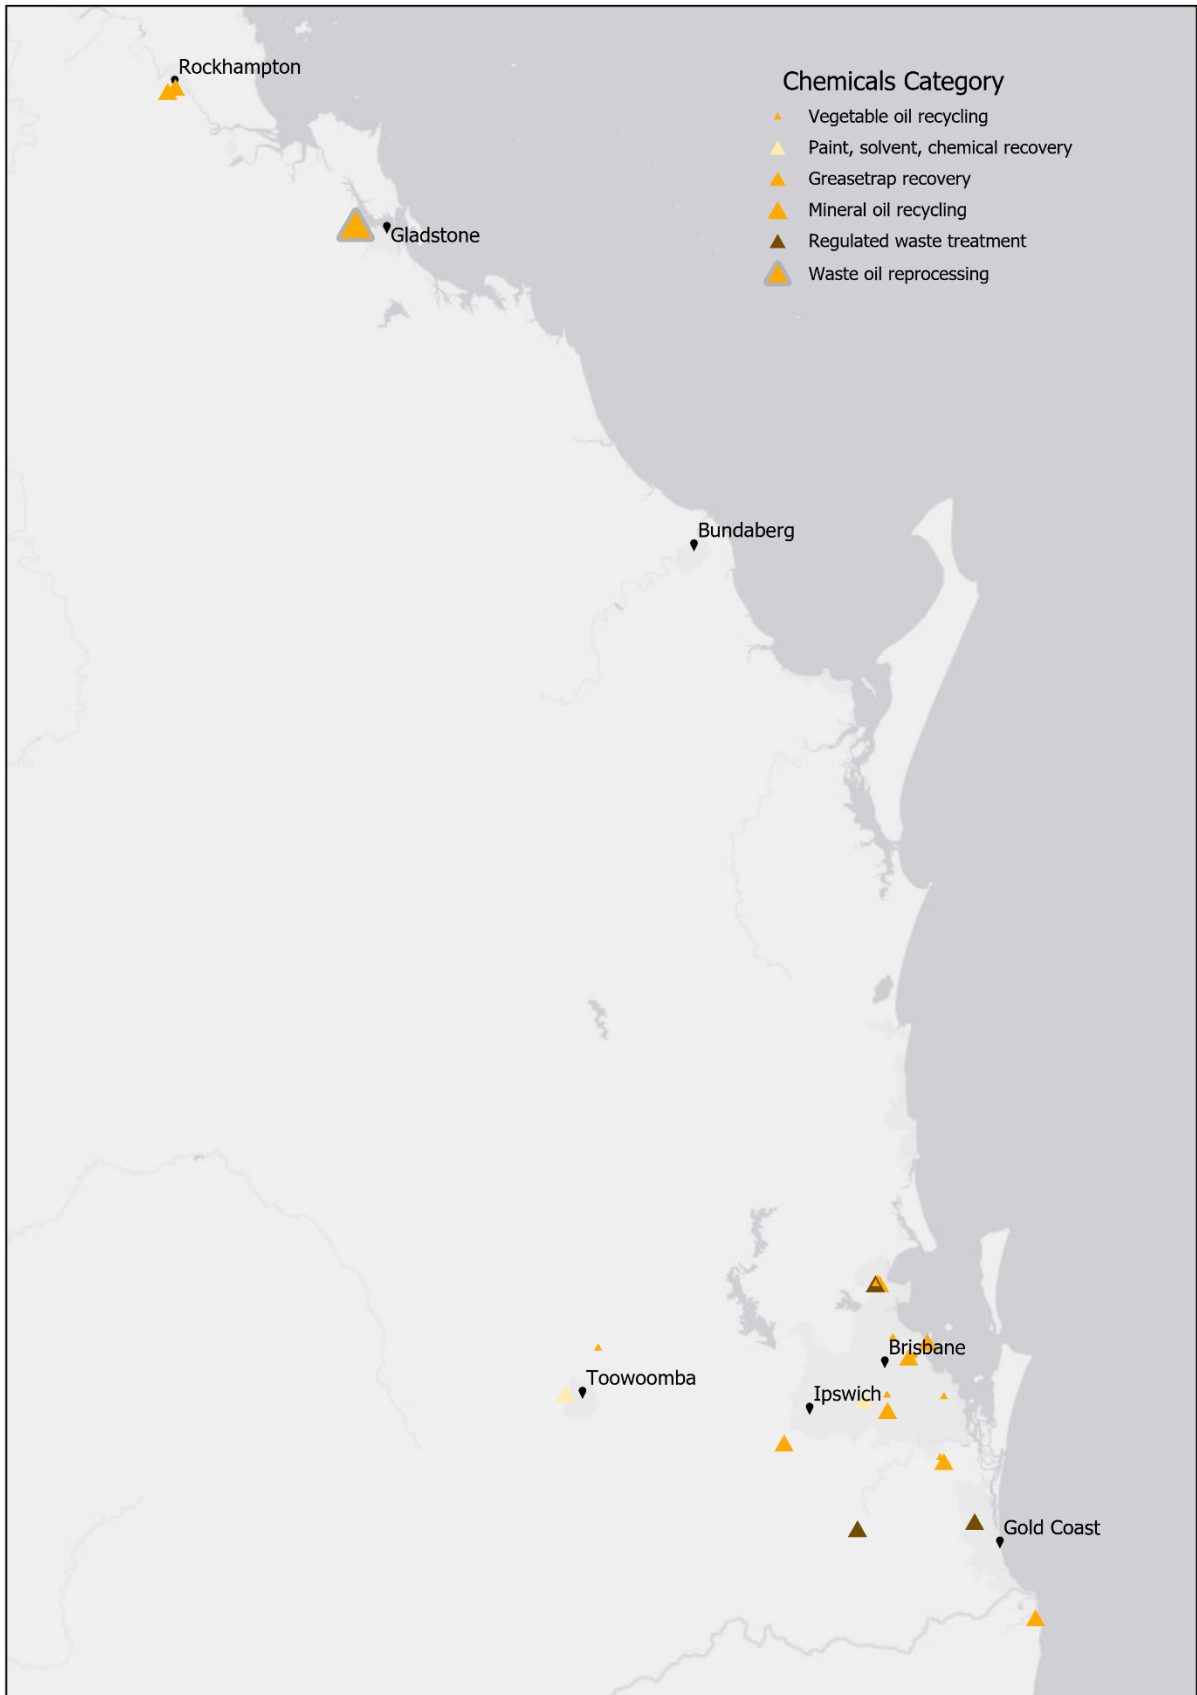 Rockhampton
Chemicals Category
Vegetable oil recycling
Paint, solvent, chemical recovery
Greasetrap recovery
Mineral oil recycling
Regulated waste treatment
Waste oil reprocessing
Gladstone
Bundaberg
Brisbane
Toowoomba
Ipswich
Gold Coast